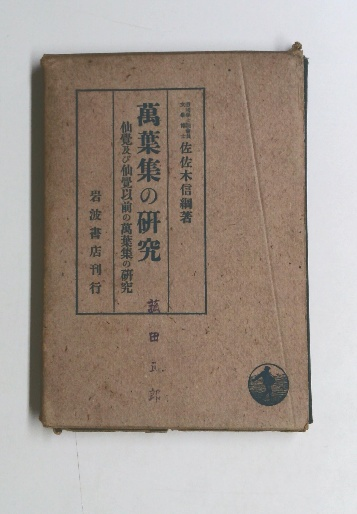 佐佐木信綱著
萬葉集の研究
仙覺及び仙覺以前の萬葉集の研究
岩波書店刊行